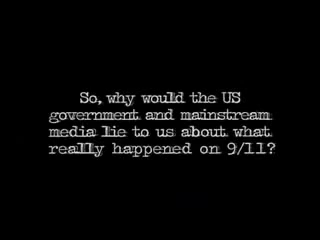 So, why would the US
government and mainstream
media lie to us about what
really happened on 9/11?